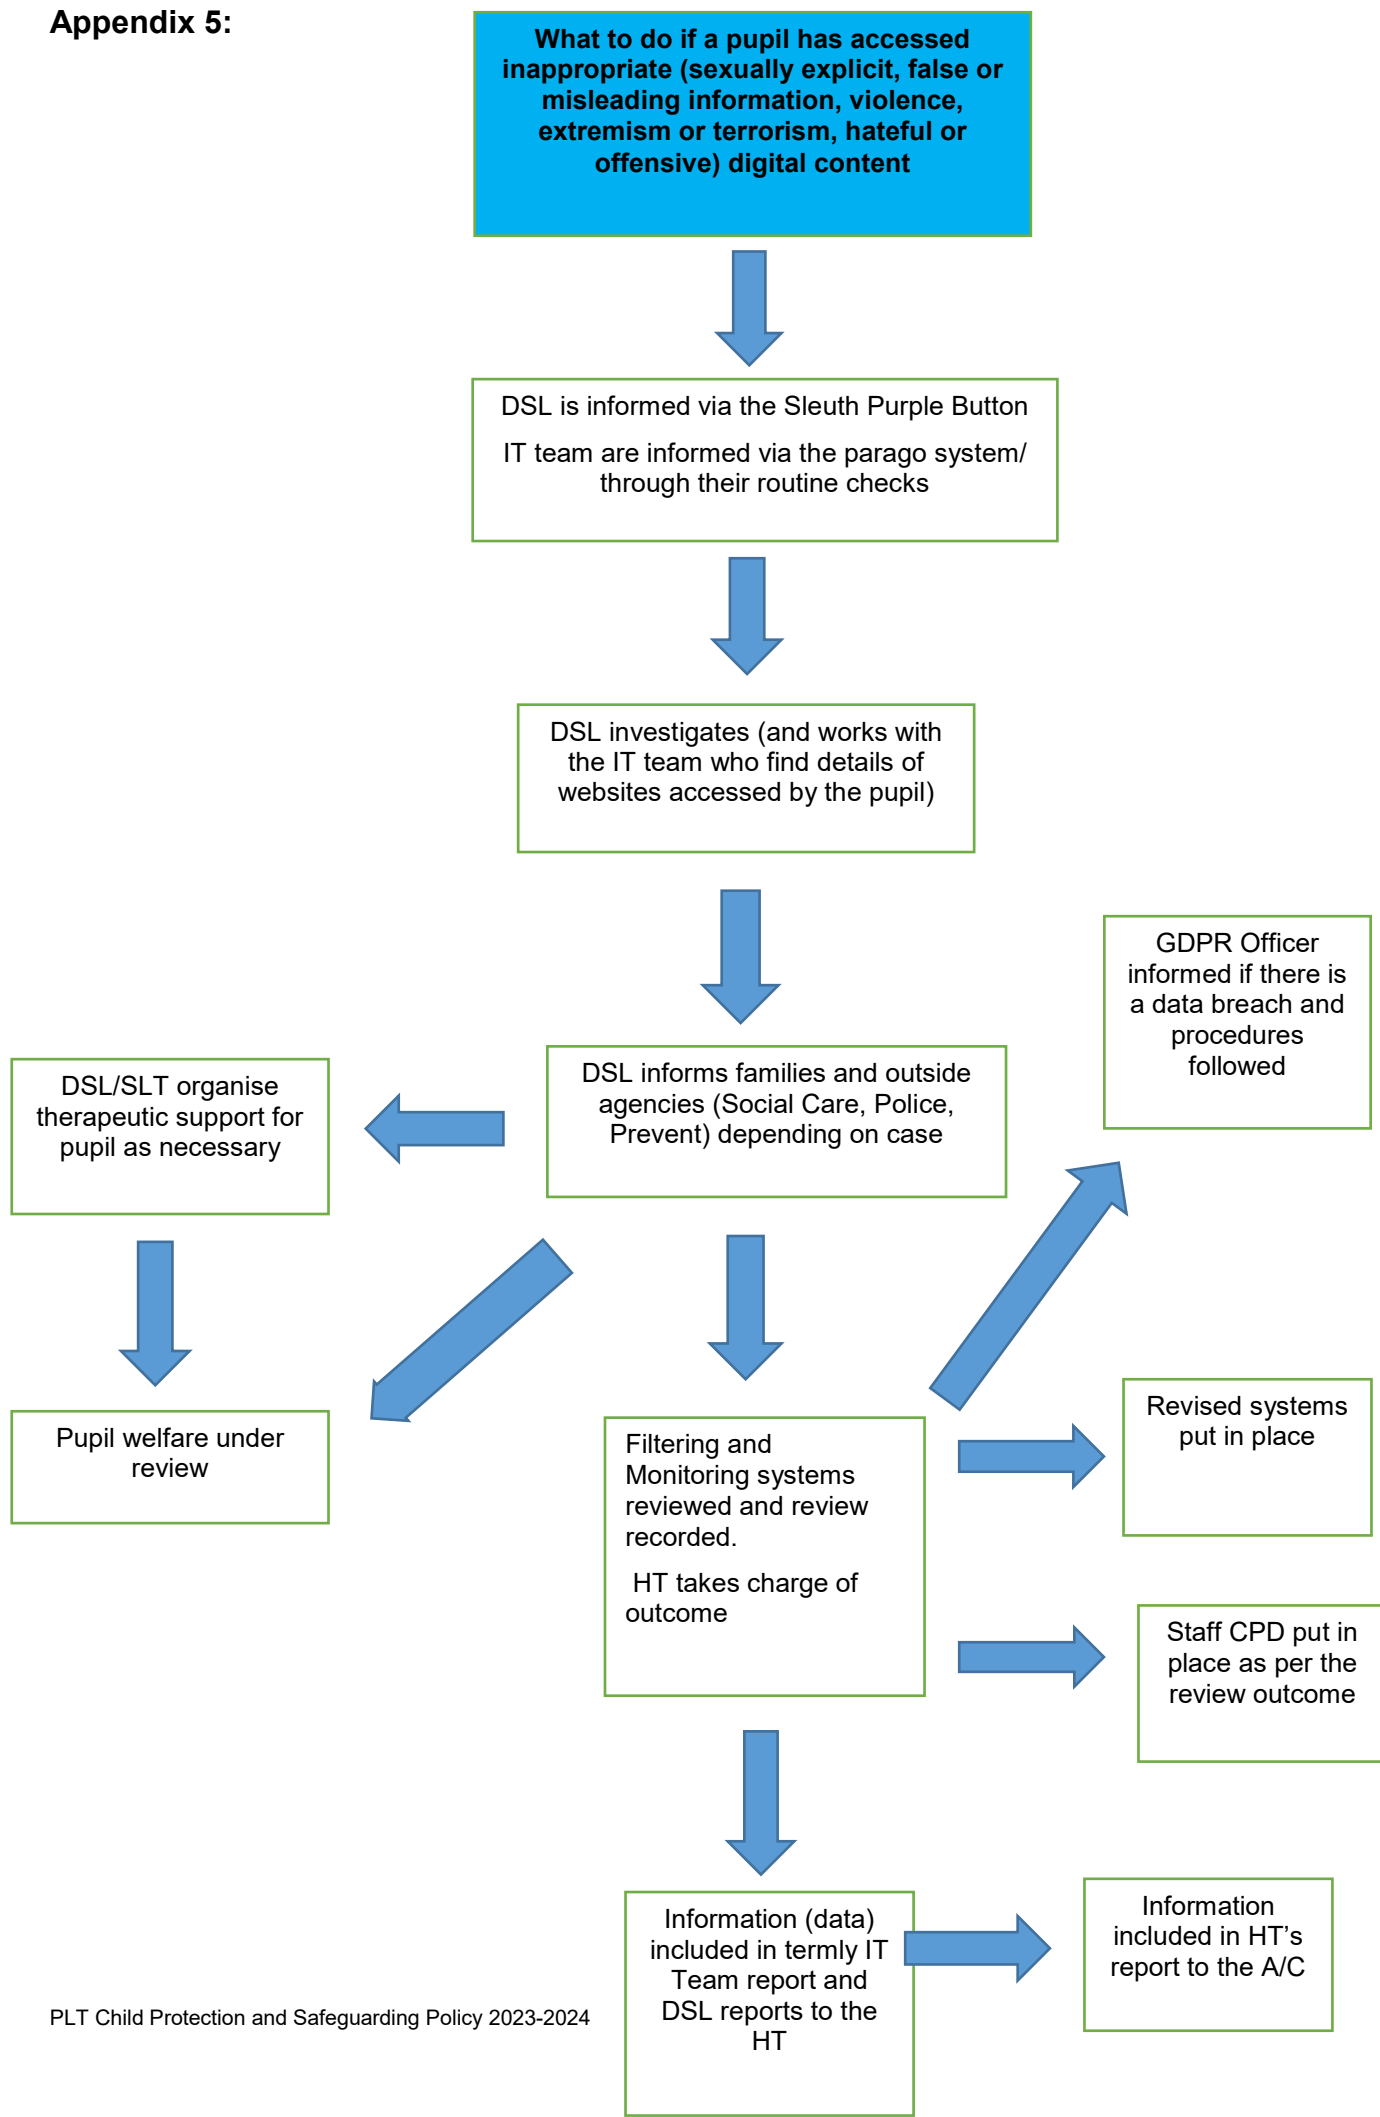 Appendix 5:
What to do if a pupil has accessed
inappropriate (sexually explicit, false or
misleading information, violence,
extremism or terrorism, hateful or
offensive) digital content
DSL is informed via the Sleuth Purple Button
IT team are informed via the parago system/
through their routine checks
DSL investigates (and works with
the IT team who find details of
websites accessed by the pupil)
GDPR Officer
informed if there is
a data breach and
procedures
followed
DSL informs families and outside
agencies (Social Care, Police,
Prevent) depending on case
DSL/SLT organise
therapeutic support for
pupil as necessary
Pupil welfare under
review
Filtering and
Monitoring systems
reviewed and review
recorded.
HT takes charge of
outcome
Revised systems
put in place
Staff CPD put in
place as per the
review outcome
Information (data)
included in termly IT
Team report and
DSL reports to the
HT
Information
included in HT’s
report to the A/C
PLT Child Protection and Safeguarding Policy 2023-2024